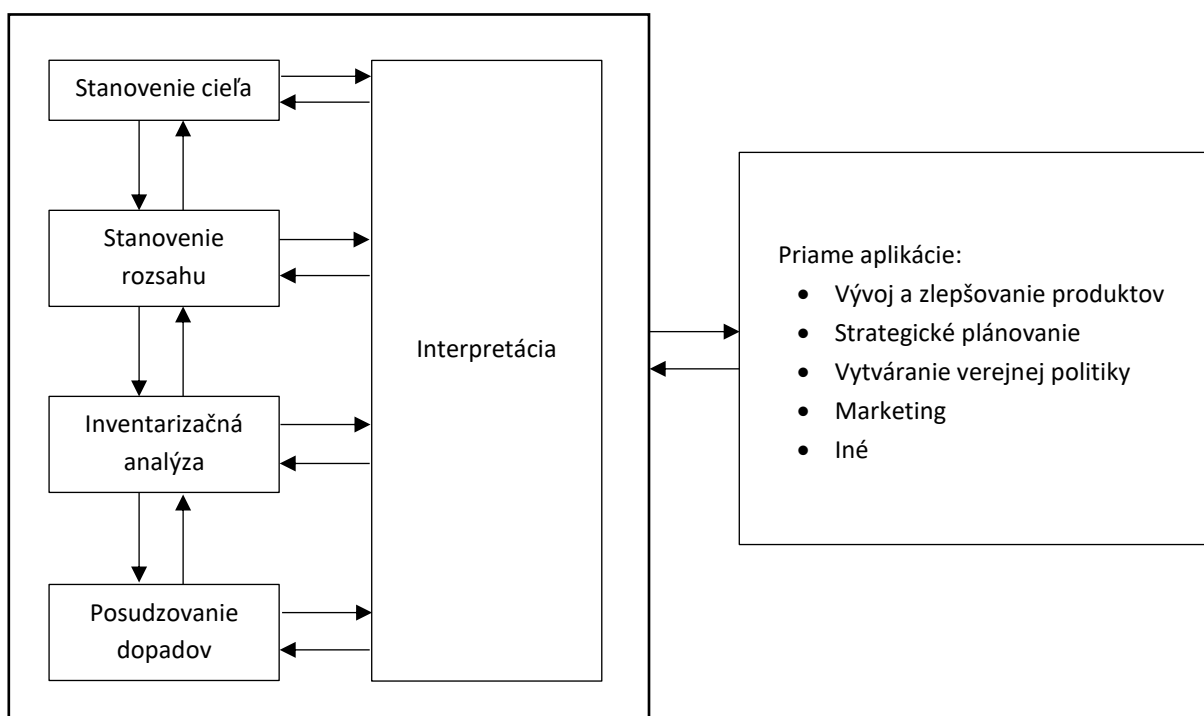 Stanovenie cieľa
Stanovenie
rozsahu
Inventarizačná
analýza
Posudzovanie
dopadov
Interpretácia
Priame aplikácie:
• Vývoj a zlepšovanie produktov
• Strategické plánovanie
• Vytváranie verejnej politiky
• Marketing
• Iné